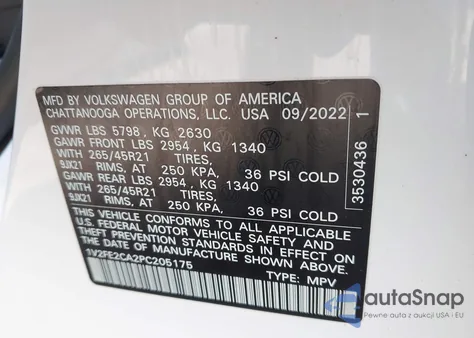 MFD BY VOLKSWAGEN GROUP OF AMERICA
CHATTANOOGA OPERATIONS, LLC. USA 09/2022
GVWR LBS 5798 , KG 2630
GAWR FRONT LBS 2954 , KG 1340
WITH 265/45R21 TIRES,
9JX21 RIMS, AT 250 KPA, 36 PSI COLD
GAWR REAR LBS 2954 , KG 1340
WITH 265/45R21 TIRES,
9JX21 RIMS, AT 250 KPA, 36 PSI COLD
THIS VEHICLE CONFORMS TO ALL APPLICABLE
U.S. FEDERAL MOTOR VEHICLE SAFETY AND
THEFT PREVENTION STANDARDS IN EFFECT ON
THE DATE OF MANUFACTURE SHOWN ABOVE.
1V2FE2CA2PC205175
TYPE: MPV
3530436 1
autoSnap
Pewne auta z aukcji USA i EU